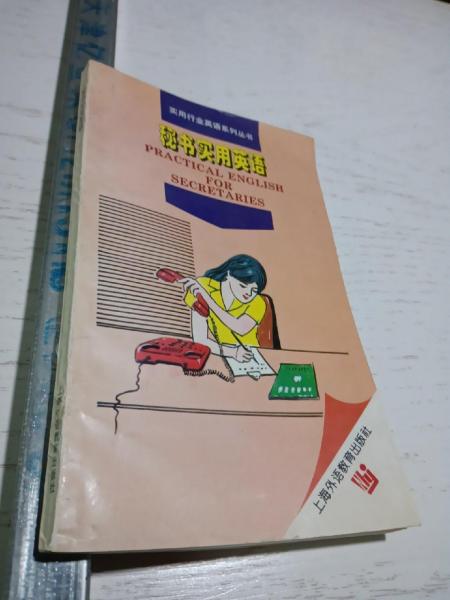 实用行业英语系列丛书
秘书实用英语
PRACTICAL ENGLISH
FOR
SECRETARIES
上海外语教育出版社